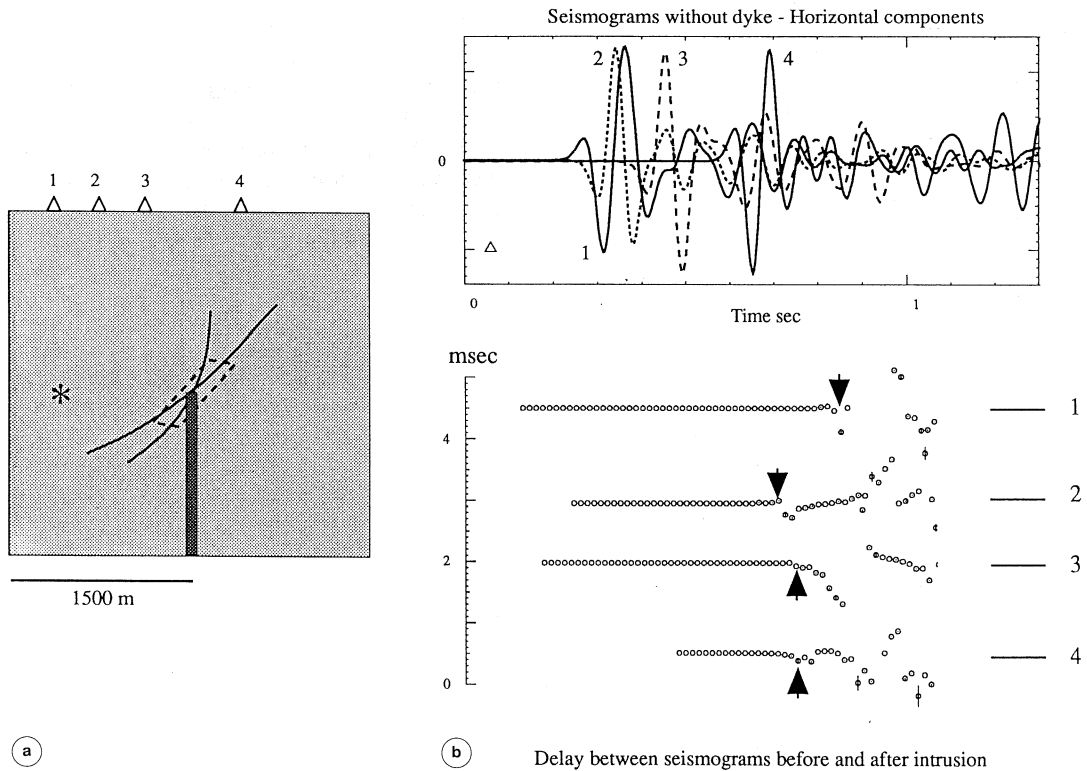 Seismograms without dyke - Horizontal components
2 3 4
0
1
0 1
Time sec
1 2 3 4
1500 m
a
msec
4
2
0
1
2
3
4
b
Delay between seismograms before and after intrusion